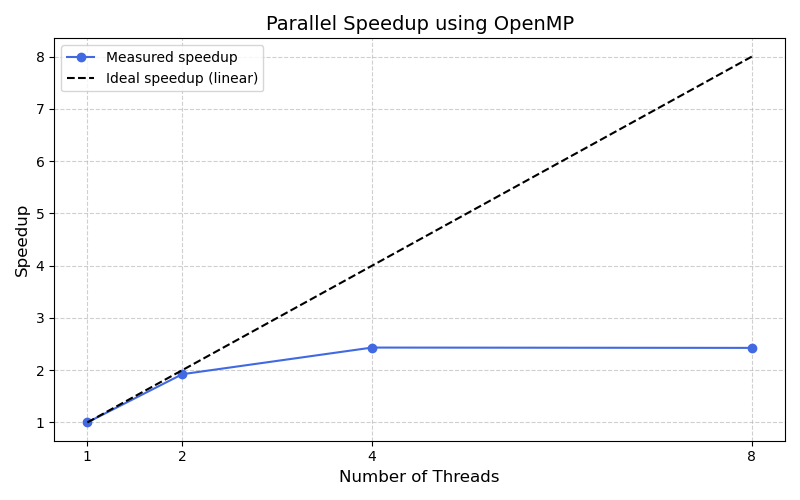 Parallel Speedup using OpenMP
Measured speedup
Ideal speedup (linear)
8
7
6
5
4
3
2
1
Speedup
1 2 4 8
Number of Threads